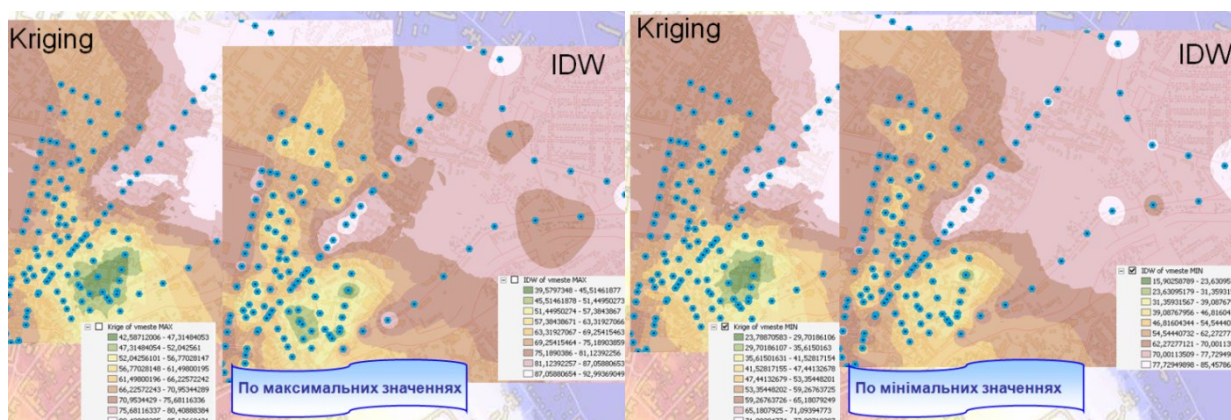 Kriging
IDW
IDW of vmeste MAX
39,5797348 - 45,51461877
45,51461878 - 51,44950273
51,44950274 - 57,3843867
57,38438671 - 63,31927066
63,31927067 - 69,25415463
69,25415464 - 75,18903859
75,1890386 - 81,12392256
81,12392257 - 87,05880653
87,05880654 - 92,99369049
Krige of vmeste MAX
42,58712006 - 47,31484053
47,31484054 - 52,042561
52,04256101 - 56,77028147
56,77028148 - 61,49800195
61,49800196 - 66,22572242
66,22572243 - 70,95344289
70,9534429 - 75,68116336
75,68116337 - 80,40888384
По максимальних значеннях
Kriging
IDW
IDW of vmeste MIN
15,90258789 - 23,63095
23,63095179 - 31,35931
31,35931567 - 39,08767
39,08767956 - 46,81604
46,81604344 - 54,54440
54,54440732 - 62,27277
62,27277121 - 70,00113
70,00113509 - 77,72949
77,72949898 - 85,45786
Krige of vmeste MIN
23,78870583 - 29,70186106
29,70186107 - 35,6150163
35,61501631 - 41,52817154
41,52817155 - 47,44132678
47,44132679 - 53,35448201
53,35448202 - 59,26763725
59,26763726 - 65,18079249
65,1807925 - 71,09394773
По мінімальних значеннях